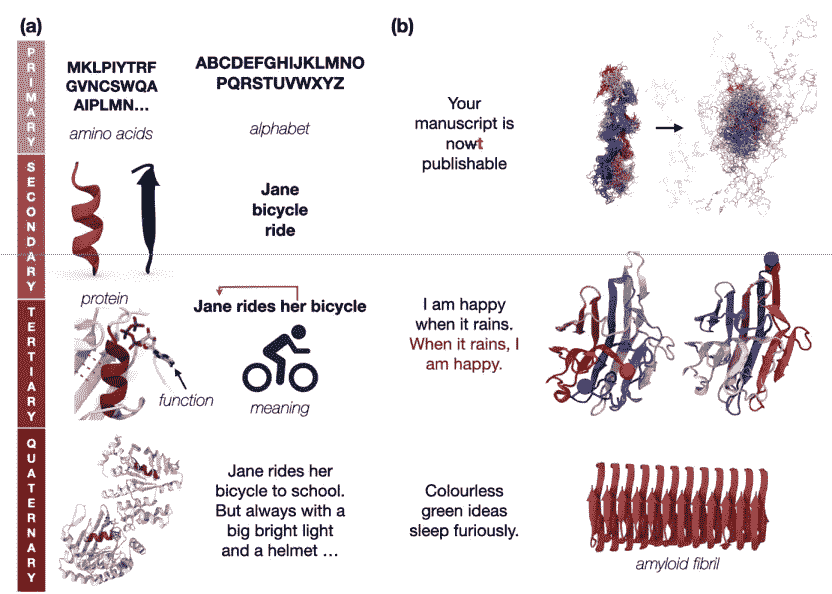 (a)
(b)
PRIMARY
MKLPIYTRF
GVNCSWQA
AIPLMN...
amino acids
ABCDEFGHIJKLMNO
PQRSTUVWXYZ
alphabet
Your
manuscript is
nowt
publishable
SECONDARY
protein
Jane
bicycle
ride
TERTIARY
function
Jane rides her bicycle
meaning
I am happy
when it rains.
When it rains, I
am happy.
QUATERNARY
Jane rides her
bicycle to school.
But always with a
big bright light
and a helmet ...
Colourless
green ideas
sleep furiously.
amyloid fibril